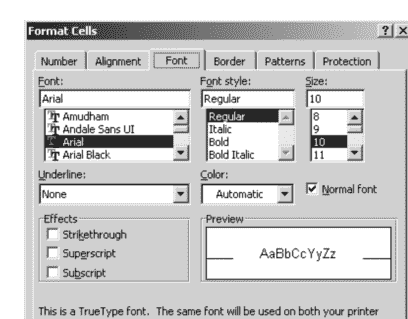 Format Cells ? ×
Number Alignment Font Border Patterns Protection
Font: Font style: Size:
Arial Regular 10
Amudham Regular 8
Andale Sans UI Italic 9
Arial Bold 10
Arial Black Bold Italic 11
Underline: Color:
None Automatic Normal font
Effects Preview
Strikethrough
Superscript AaBbCcYyZz
Subscript
This is a TrueType font. The same font will be used on both your printer